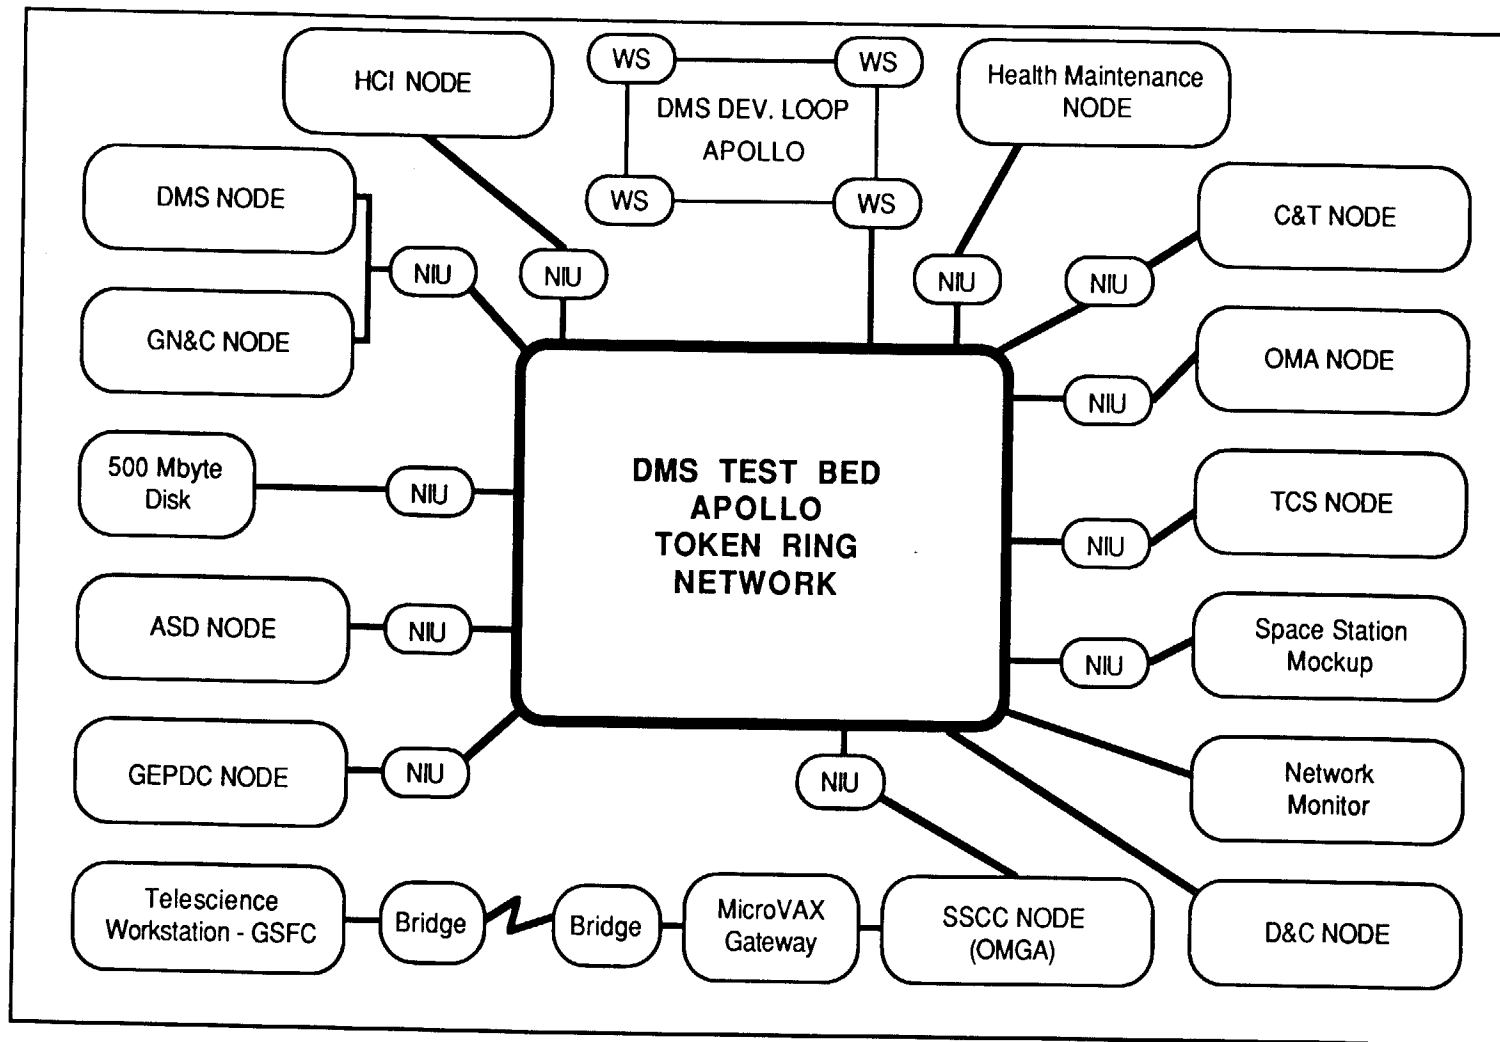 HCI NODE
WS
WS
DMS DEV. LOOP
APOLLO
WS
WS
Health Maintenance
NODE
DMS NODE
GN&C NODE
NIU
NIU
NIU
NIU
C&T NODE
OMA NODE
NIU
500 Mbyte
Disk
NIU
DMS TEST BED
APOLLO
TOKEN RING
NETWORK
NIU
TCS NODE
ASD NODE
NIU
NIU
Space Station
Mockup
GEPDC NODE
NIU
NIU
Network
Monitor
Telescience
Workstation - GSFC
Bridge
Bridge
MicroVAX
Gateway
SSCC NODE
(OMGA)
D&C NODE